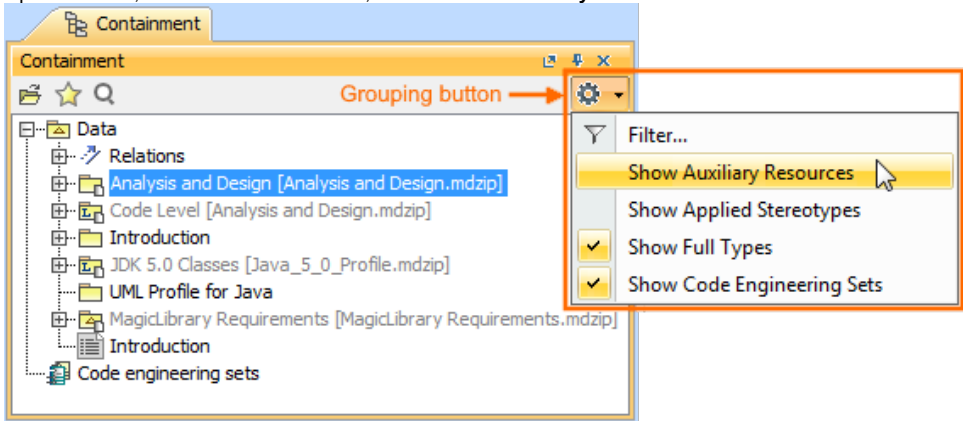 Containment
Containment
Grouping button
Data
Relations
Analysis and Design [Analysis and Design.mdzip]
Code Level [Analysis and Design.mdzip]
Introduction
JDK 5.0 Classes [Java_5_0_Profile.mdzip]
UML Profile for Java
MagicLibrary Requirements [MagicLibrary Requirements.mdzip]
Introduction
Code engineering sets
Filter...
Show Auxiliary Resources
Show Applied Stereotypes
Show Full Types
Show Code Engineering Sets